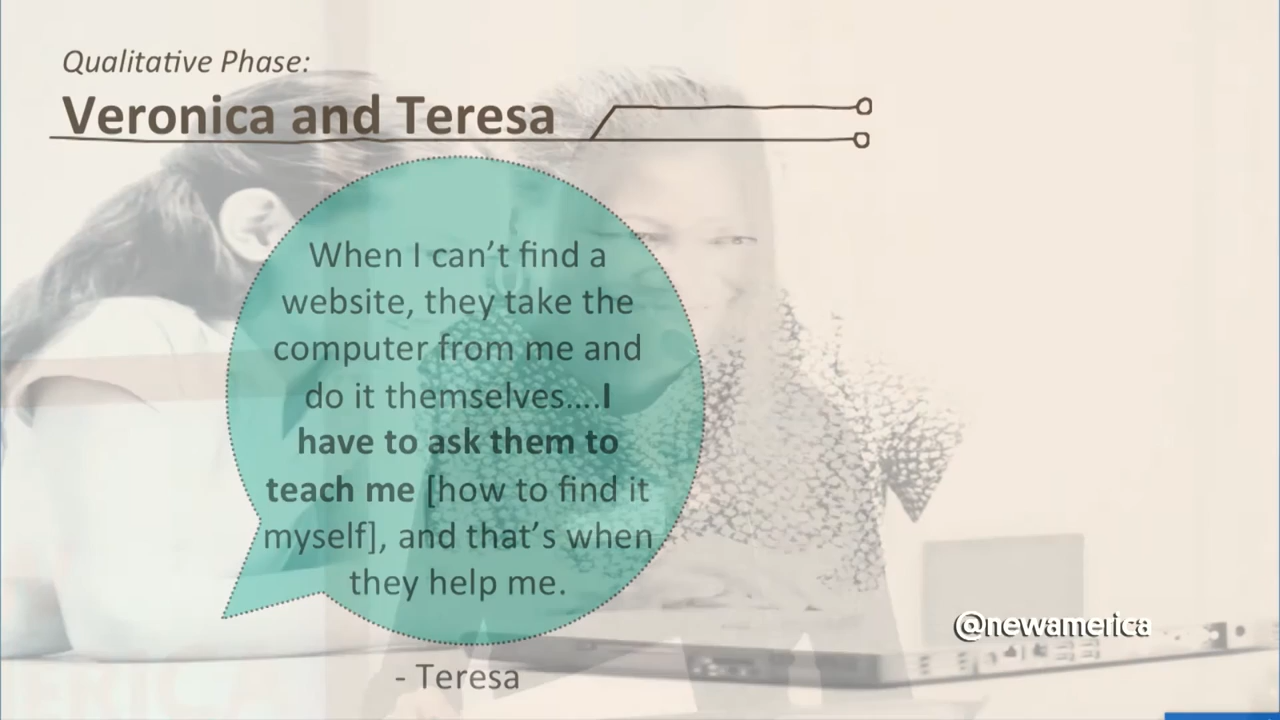 Qualitative Phase:
Veronica and Teresa
When I can’t find a
website, they take the
computer from me and
do it themselves....I
have to ask them to
teach me [how to find it
myself], and that’s when
they help me.
@newamerica
- Teresa